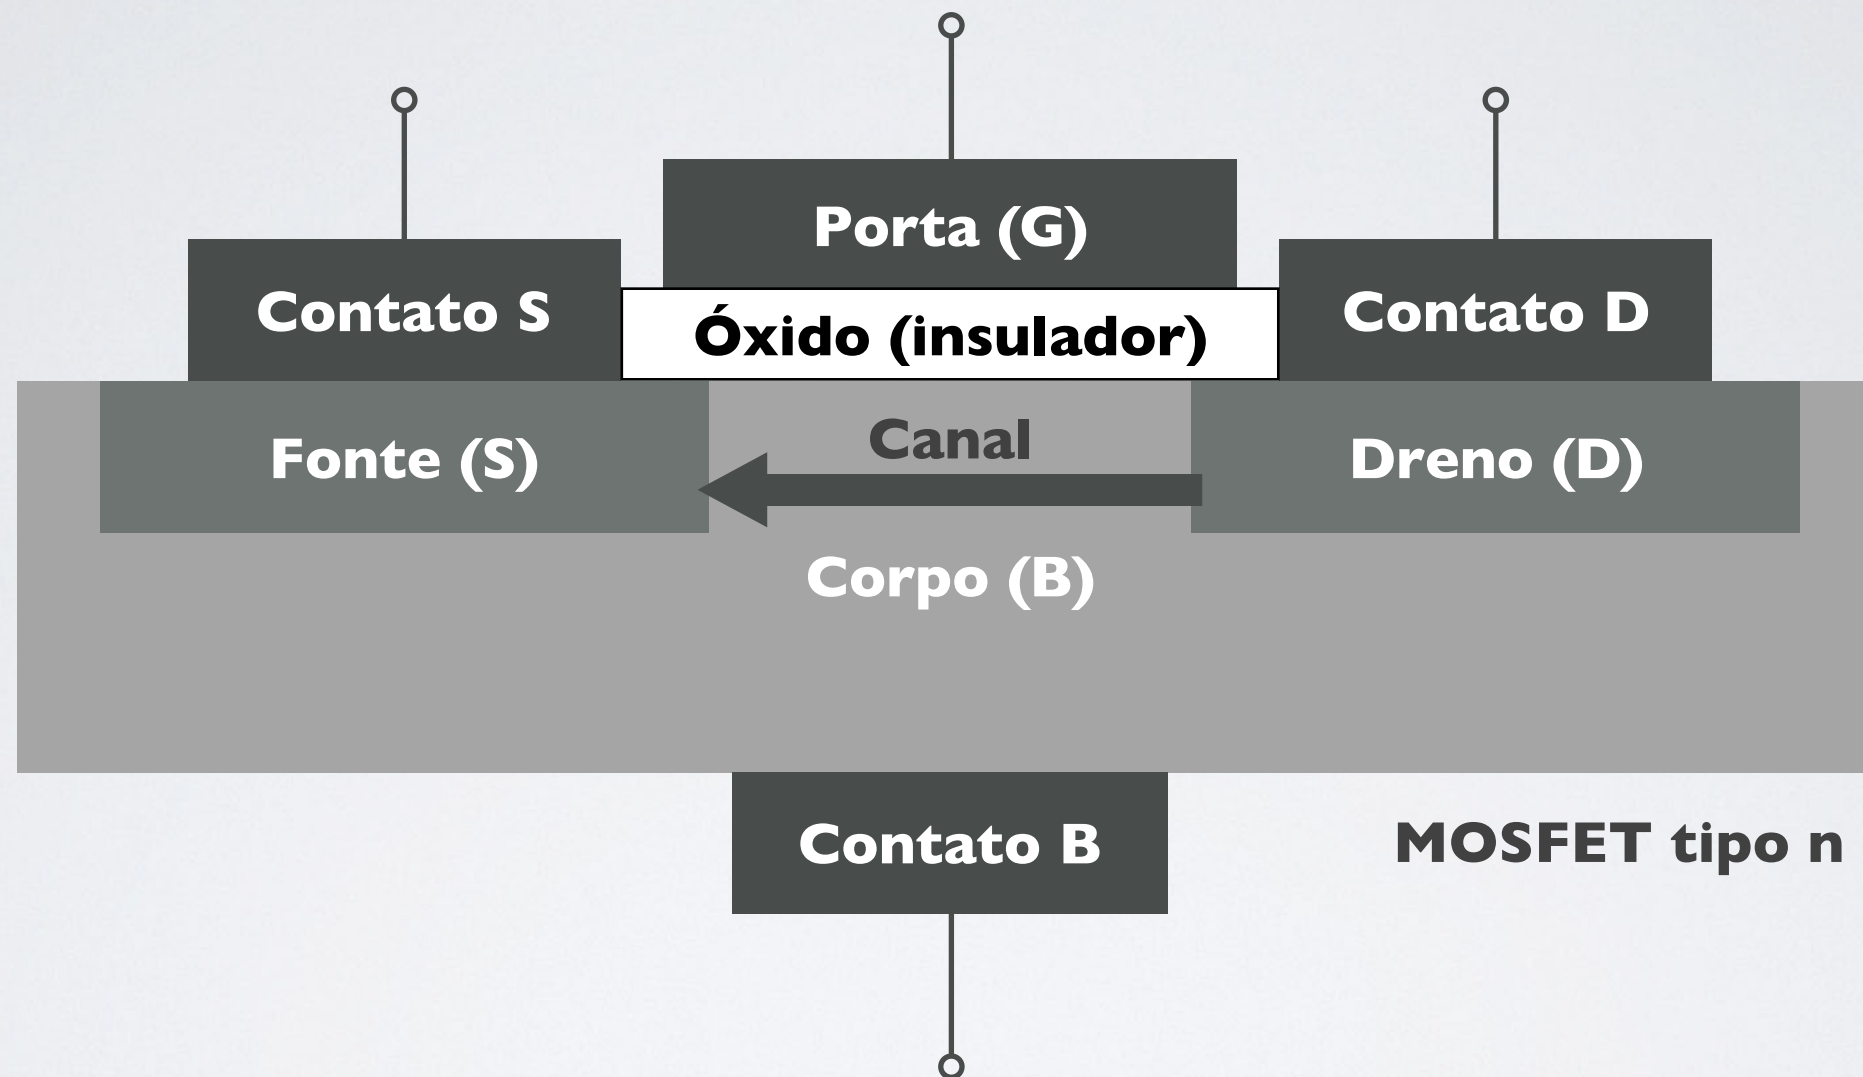 Porta (G)
Contato S
Óxido (insulador)
Contato D
Fonte (S)
Canal
Dreno (D)
Corpo (B)
Contato B
MOSFET tipo n